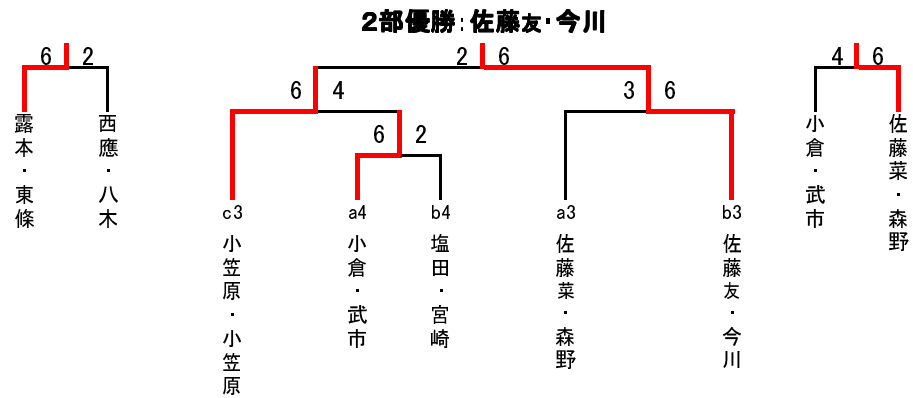 2部優勝:佐藤友・今川
6 2
2 6
4 6
6 4
3 6
6 2
露本・東條
西應・八木
小倉・武市
佐藤菜・森野
c3
a4
b4
a3
b3
小笠原・小笠原
小倉・武市
塩田・宮崎
佐藤菜・森野
佐藤友・今川